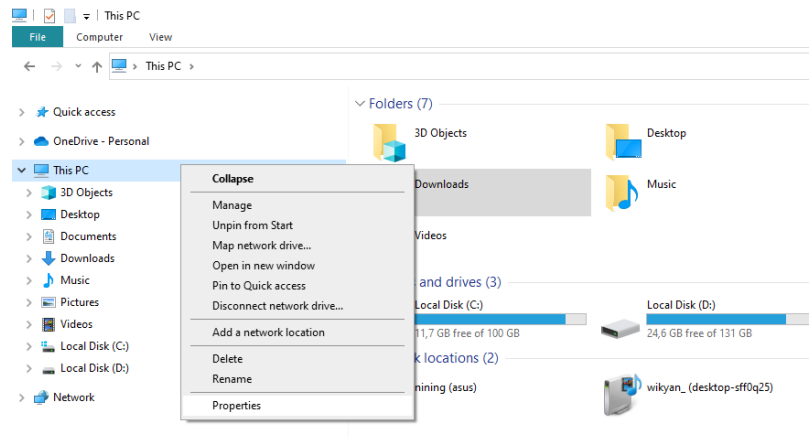 This PC
File Computer View
This PC
Quick access
OneDrive - Personal
This PC
3D Objects
Desktop
Documents
Downloads
Music
Pictures
Videos
Local Disk (C:)
Local Disk (D:)
Network
Collapse
Manage
Unpin from Start
Map network drive...
Open in new window
Pin to Quick access
Disconnect network drive...
Add a network location
Delete
Rename
Properties
Folders (7)
3D Objects
Desktop
Downloads
Music
Videos
and drives (3)
Local Disk (C:)
11,7 GB free of 100 GB
Local Disk (D:)
24,6 GB free of 131 GB
k locations (2)
nining (asus)
wikyan_ (desktop-sff0q25)